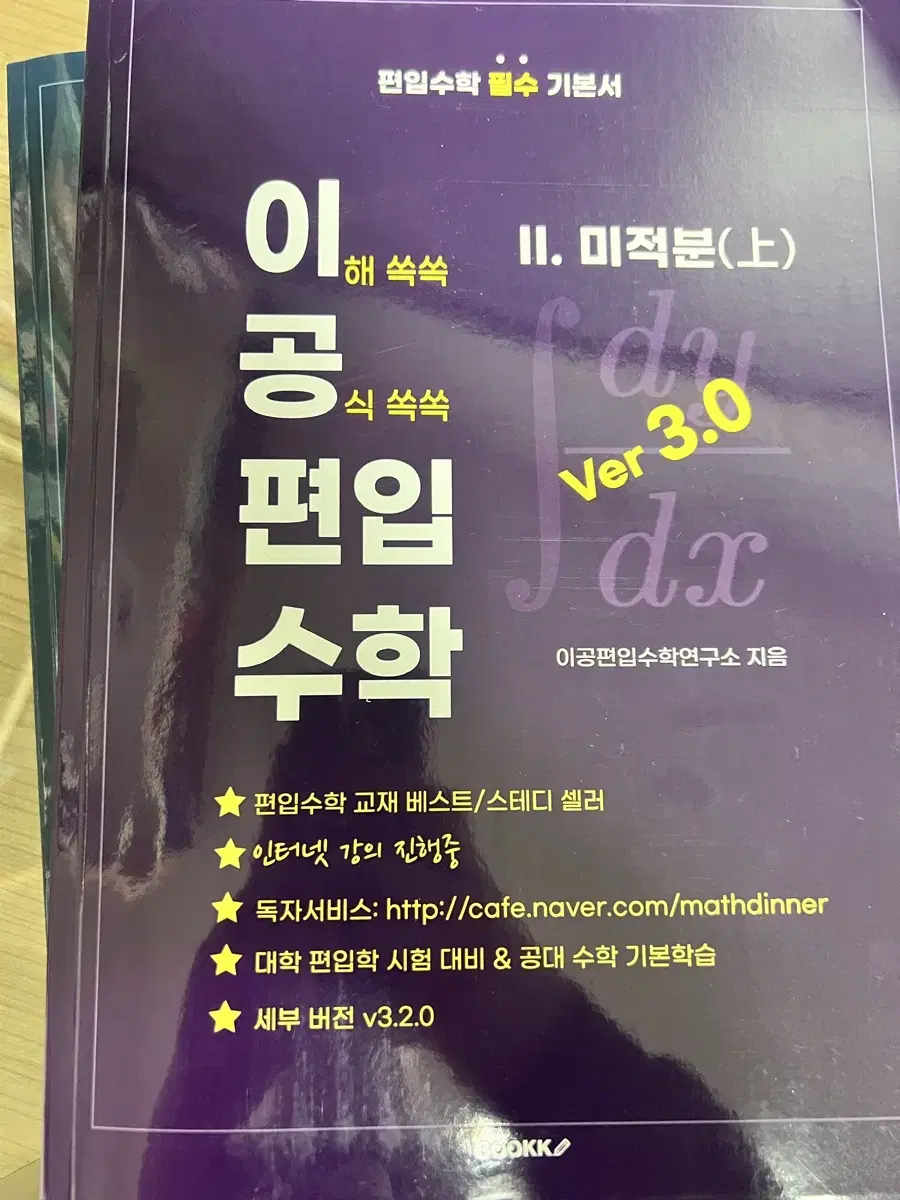 편입수학 필수 기본서
이해 쏙쏙
공식 쏙쏙
편입
수학
II. 미적분(上)
dy
dx
Ver 3.0
이공편입수학연구소 지음
편입수학 교재 베스트/스테디 셀러
인터넷 강의 진행중
독자서비스: http://cafe.naver.com/mathdinner
대학 편입학 시험 대비 & 공대 수학 기본학습
세부 버전 v3.2.0
BOOKK